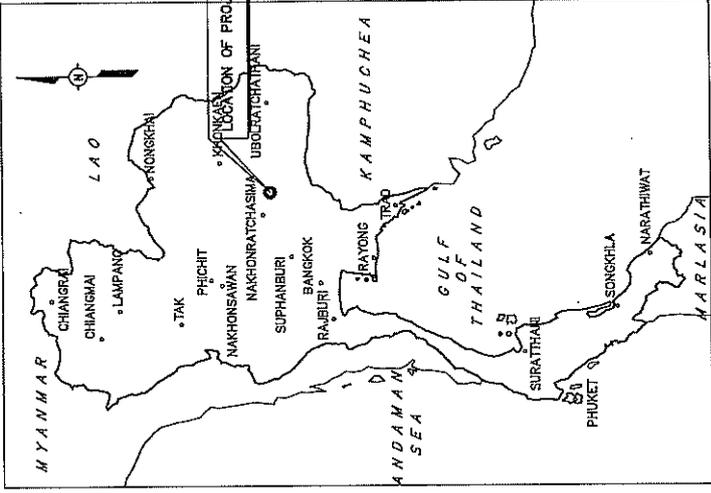 N
MYANMAR
LAO
CHIANGRAI
CHIANGMAI
LAMPANG
NONGKHAI
TAK
PHICHIT
KHONKAEN
LOCATION OF PROJ
NAKHONSAWAN
NAKHONRATCHASIMA
UBOLRATCHATHANI
SUPHANBURI
BANGKOK
RAJBURI
KAMPHUCHEA
RAYONG
TRAD
ANDAMAN
SEA
GULF
OF
THAILAND
SURATTHANI
PHUKET
SONGKHLA
NARATHIWAT
MARLASIA